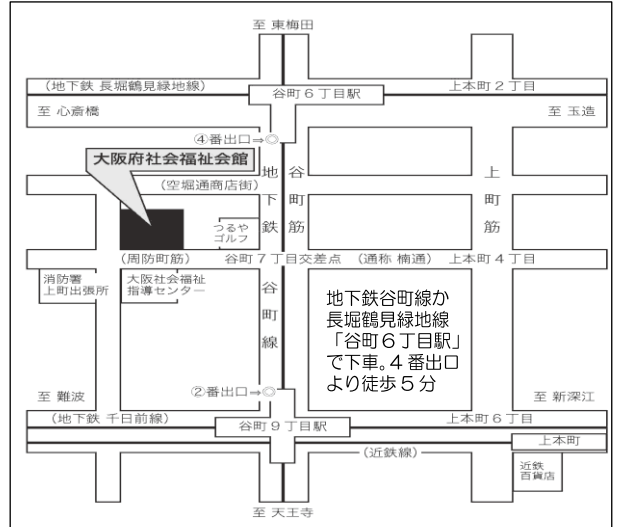 至 東梅田
(地下鉄 長堀鶴見緑地線)
谷町６丁目駅
上本町２丁目
至 心斎橋
至 玉造
④番出口⇒◎
大阪府社会福祉会館
(空堀通商店街)
地下鉄 谷町線
谷町筋
上町筋
つるや
ゴルフ
(周防町筋)
谷町７丁目交差点
(通称 楠通)
上本町４丁目
消防署
上町出張所
大阪社会福祉
指導センター
地下鉄谷町線か
長堀鶴見緑地線
「谷町６丁目駅」
で下車。４番出口
より徒歩５分
②番出口⇒◎
至 難波
至 新深江
(地下鉄 千日前線)
谷町９丁目駅
上本町６丁目
上本町
(近鉄線)
近鉄
百貨店
至 天王寺